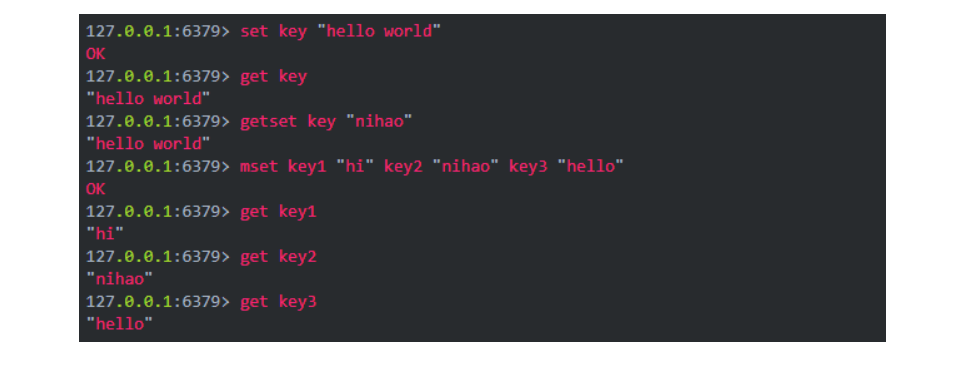 127.0.0.1:6379> set key "hello world"
OK
127.0.0.1:6379> get key
"hello world"
127.0.0.1:6379> getset key "nihao"
"hello world"
127.0.0.1:6379> mset key1 "hi" key2 "nihao" key3 "hello"
OK
127.0.0.1:6379> get key1
"hi"
127.0.0.1:6379> get key2
"nihao"
127.0.0.1:6379> get key3
"hello"